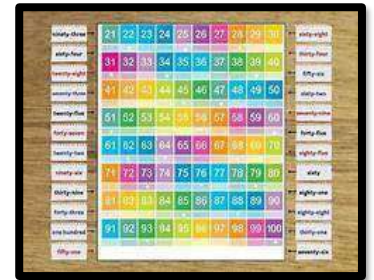 ninety-three 21 22 23 24 25 26 27 28 29 30 sixty-eight
sixty-four thirty-four
twenty-eight 31 32 33 34 35 36 37 38 39 40 fifty-six
seventy-three 41 42 43 44 45 46 47 48 49 50 sixty-two
twenty-five 51 52 53 54 55 56 57 58 59 60 seventy-nine
forty-seven forty-five
twenty-two 61 62 63 64 65 66 67 68 69 70 eighty-five
ninety-six 71 72 73 74 75 76 77 78 79 80 sixty
thirty-nine eighty-one
forty-three 81 82 83 84 85 86 87 88 89 90 eighty-eight
one hundred 91 92 93 94 95 96 97 98 99 100 thirty-one
fifty-one seventy-six